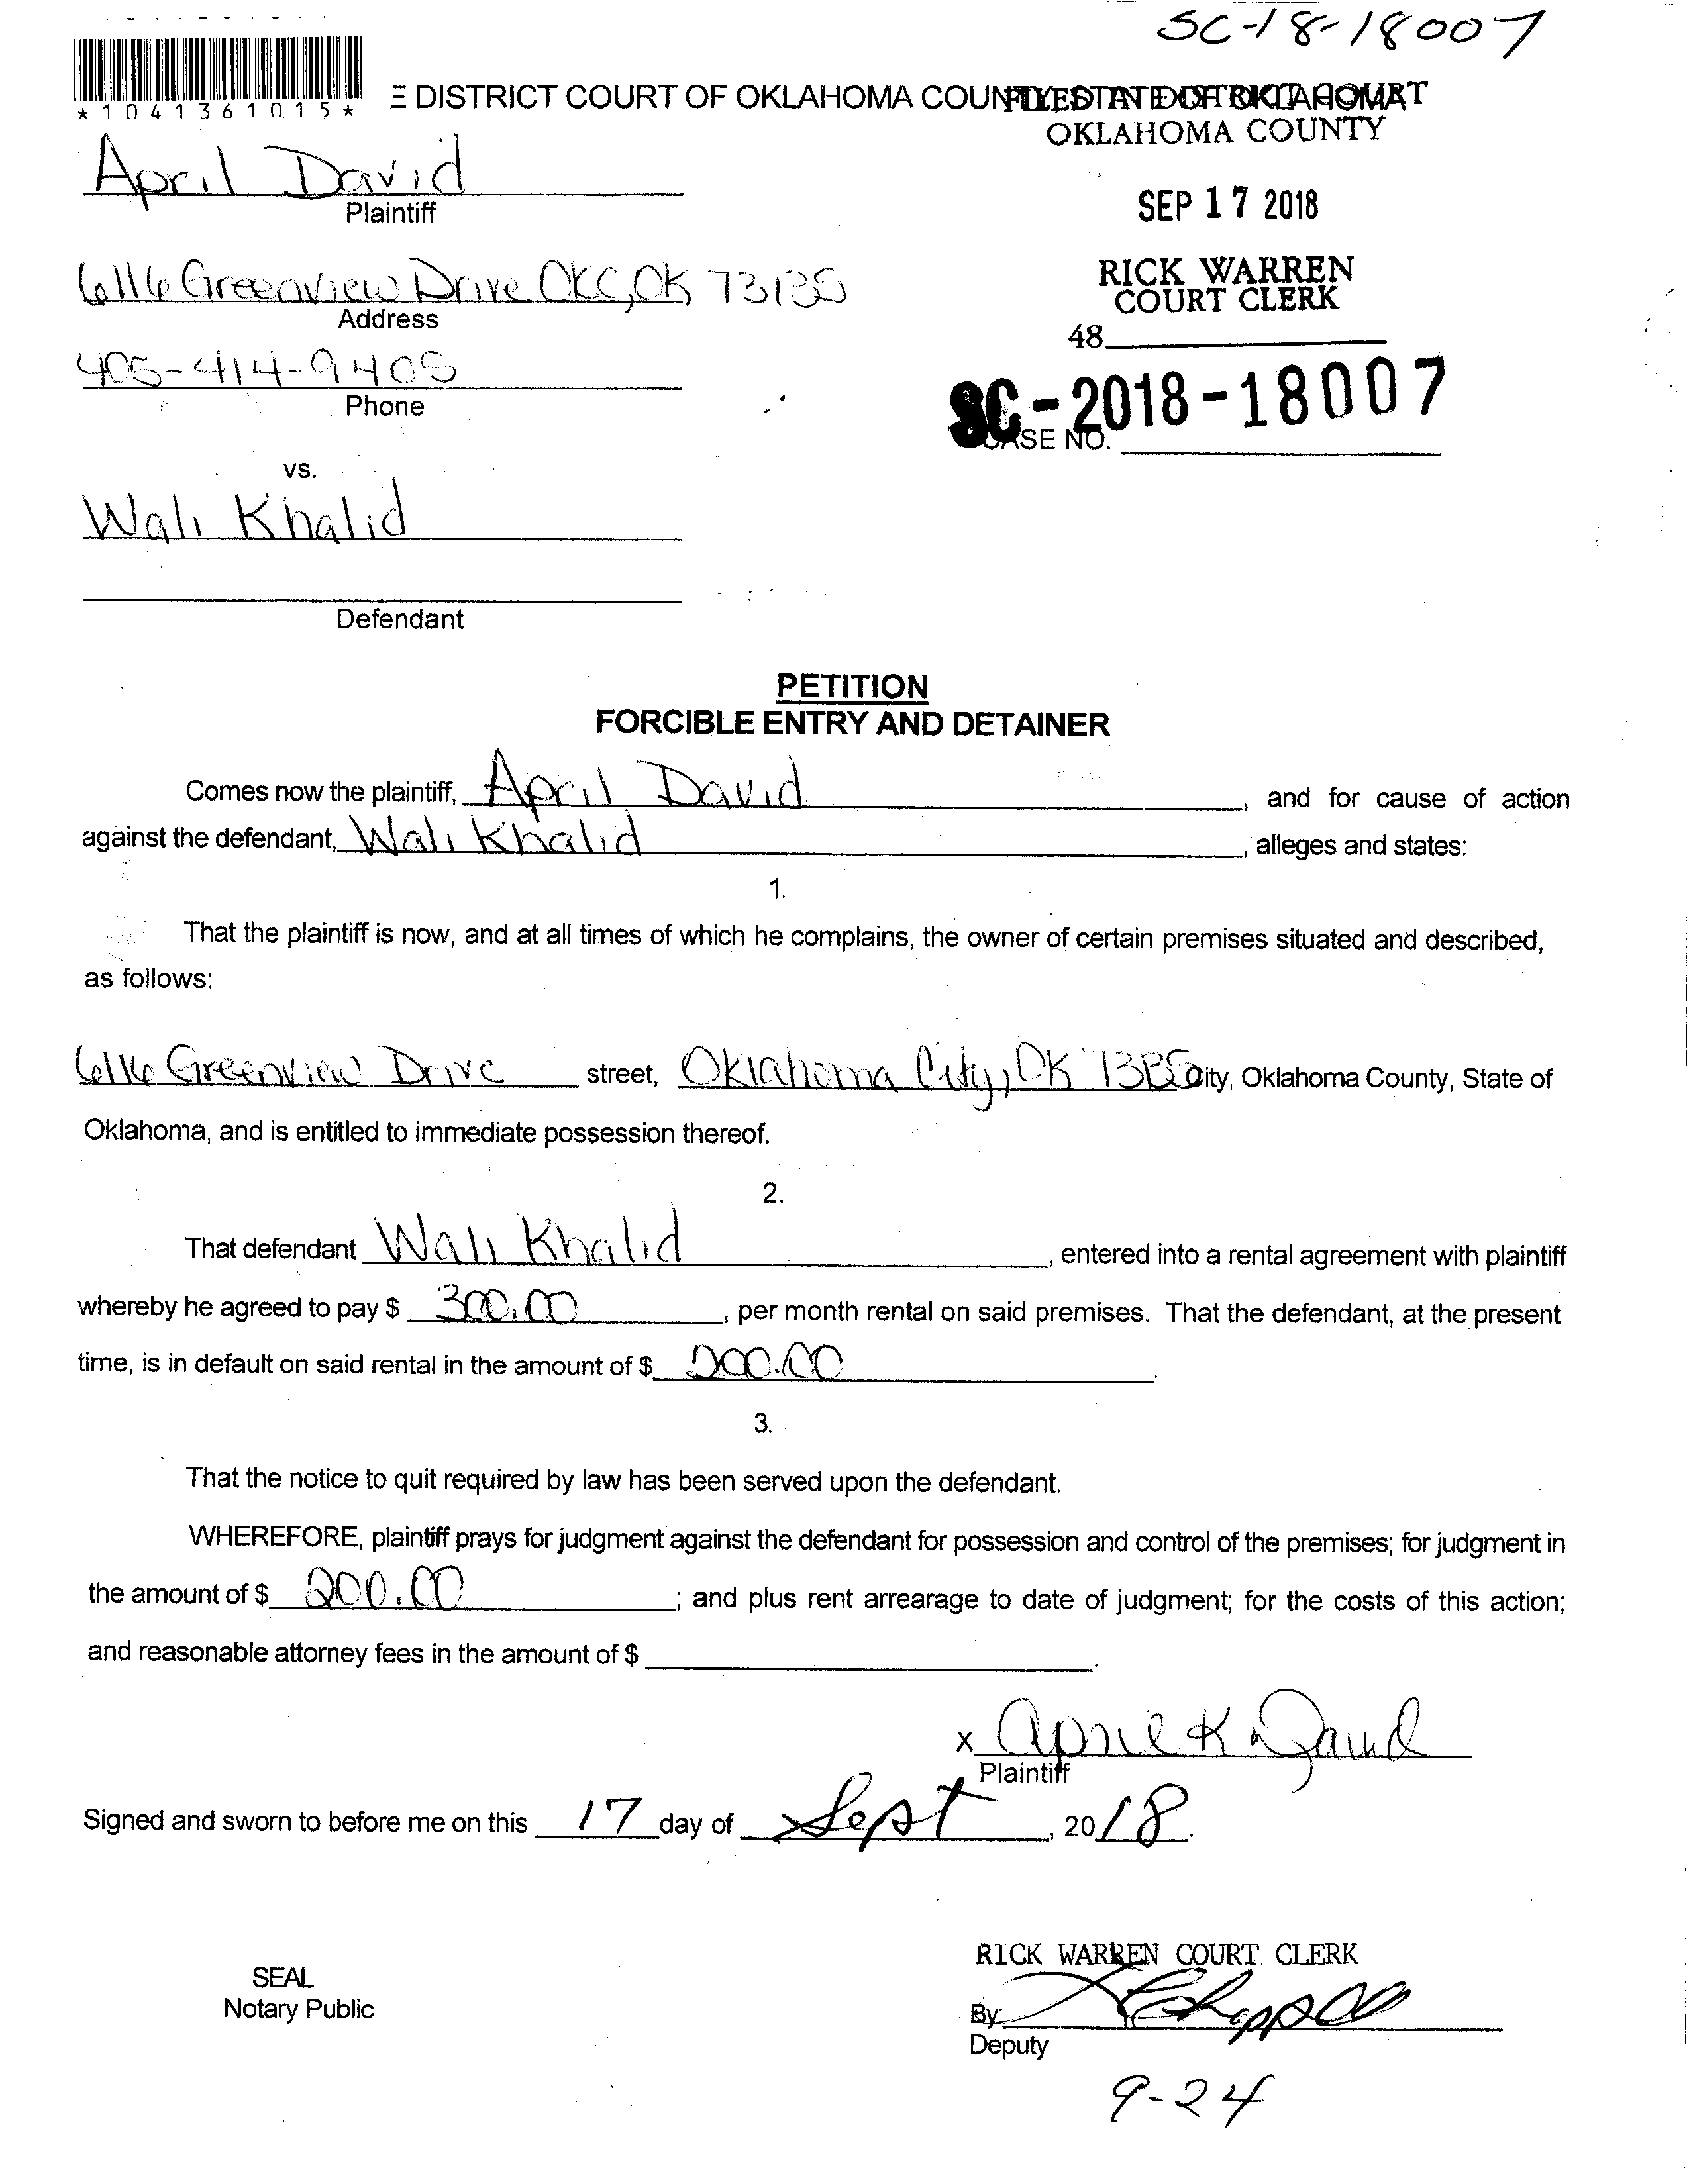 SC-18-18007
*1041361015*
E DISTRICT COURT OF OKLAHOMA COUNTY, STATE OF OKLAHOMA
FILED IN DISTRICT COURT
OKLAHOMA COUNTY
April David
Plaintiff
SEP 17 2018
6116 Greenview Drive OKC, OK 73135
Address
RICK WARREN
COURT CLERK
48
405-414-9405
Phone
SC-2018-18007
CASE NO.
vs.
Wali Khalid
Defendant
PETITION
FORCIBLE ENTRY AND DETAINER
Comes now the plaintiff, April David, and for cause of action
against the defendant, Wali Khalid, alleges and states:
1.
That the plaintiff is now, and at all times of which he complains, the owner of certain premises situated and described,
as follows:
6116 Greenview Drive street, Oklahoma City, OK 73135 City, Oklahoma County, State of
Oklahoma, and is entitled to immediate possession thereof.
2.
That defendant Wali Khalid, entered into a rental agreement with plaintiff
whereby he agreed to pay $ 300.00, per month rental on said premises. That the defendant, at the present
time, is in default on said rental in the amount of $ 200.00.
3.
That the notice to quit required by law has been served upon the defendant.
WHEREFORE, plaintiff prays for judgment against the defendant for possession and control of the premises; for judgment in
the amount of $ 200.00; and plus rent arrearage to date of judgment; for the costs of this action;
and reasonable attorney fees in the amount of $ .
x April K David
Plaintiff
Signed and sworn to before me on this 17 day of Sept, 2018.
RICK WARREN COURT CLERK
SEAL
Notary Public
By:
Deputy
9-24